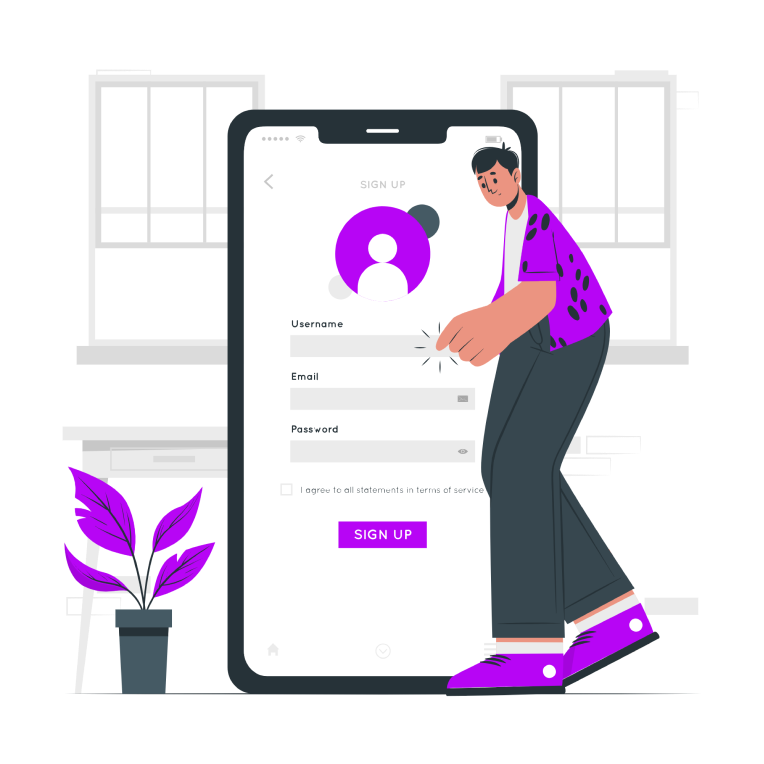 SIGN UP
Username
Email
Password
I agree to all statements in terms of service
SIGN UP